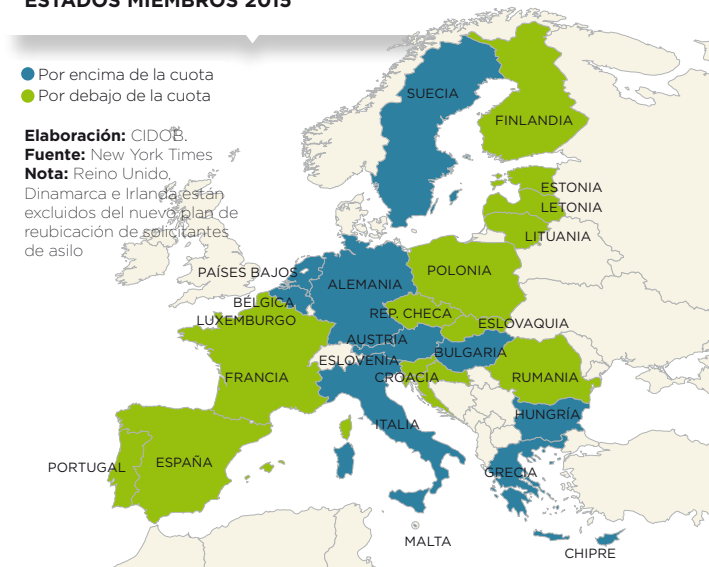 ESTADOS MIEMBROS 2015
Por encima de la cuota
Por debajo de la cuota
Elaboración: CIDOB.
Fuente: New York Times
Nota: Reino Unido,
Dinamarca e Irlanda están
excluidos del nuevo plan de
reubicación de solicitantes
de asilo
SUECIA
FINLANDIA
ESTONIA
LETONIA
LITUANIA
PAÍSES BAJOS
ALEMANIA
POLONIA
BÉLGICA
LUXEMBURGO
REP. CHECA
ESLOVAQUIA
AUSTRIA
ESLOVENIA
BULGARIA
FRANCIA
CROACIA
RUMANIA
HUNGRÍA
ITALIA
PORTUGAL
ESPAÑA
GRECIA
MALTA
CHIPRE